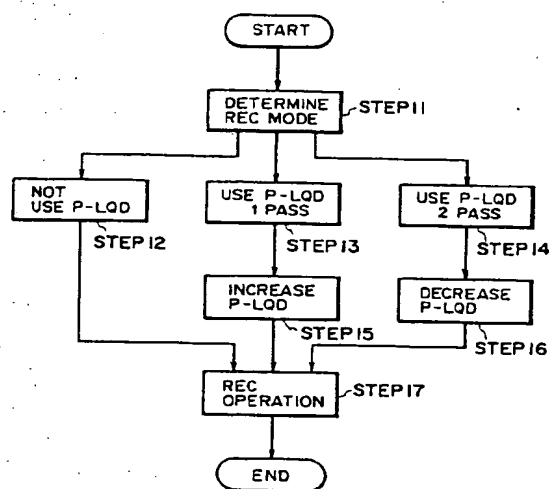 START
DETERMINE
REC MODE
STEP11
NOT
USE P-LQD
STEP12
USE P-LQD
1 PASS
STEP13
USE P-LQD
2 PASS
STEP14
INCREASE
P-LQD
STEP15
DECREASE
P-LQD
STEP16
REC
OPERATION
STEP17
END